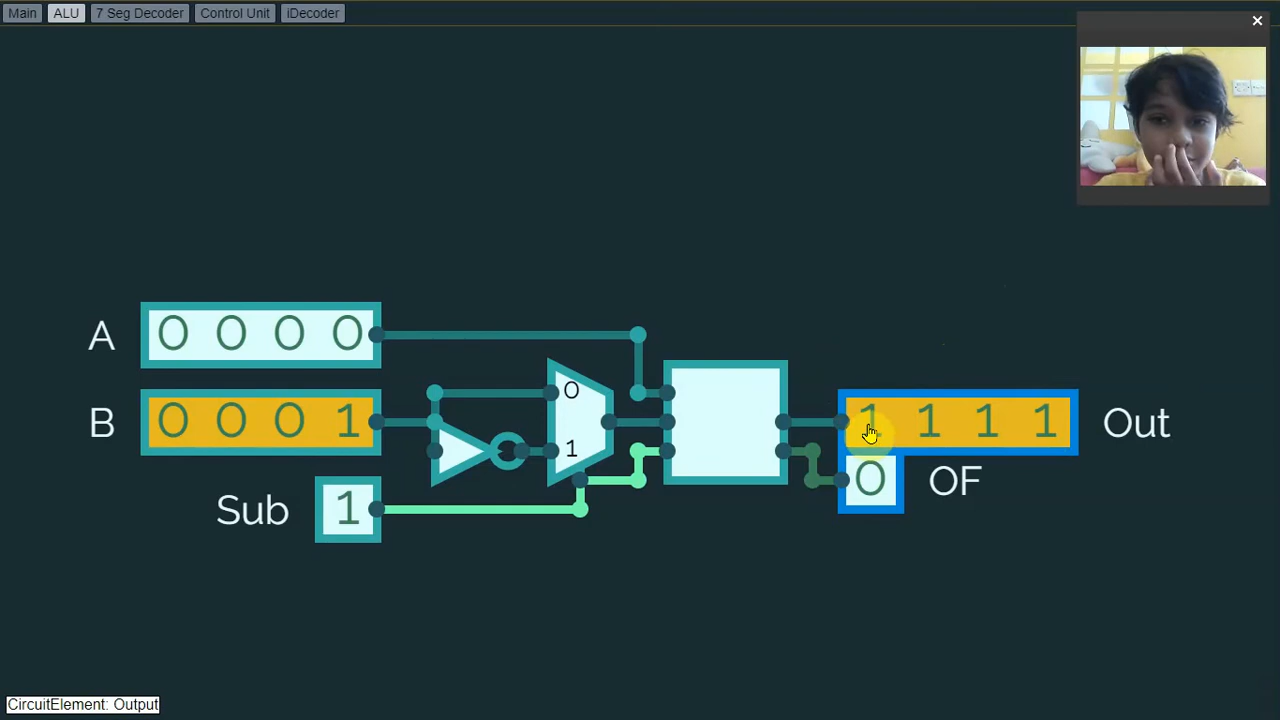 Main ALU 7 Seg Decoder Control Unit iDecoder
×
A 0 0 0 0
0
B 0 0 0 1
1
1 1 1 1 Out
Sub 1
0 OF
CircuitElement: Output